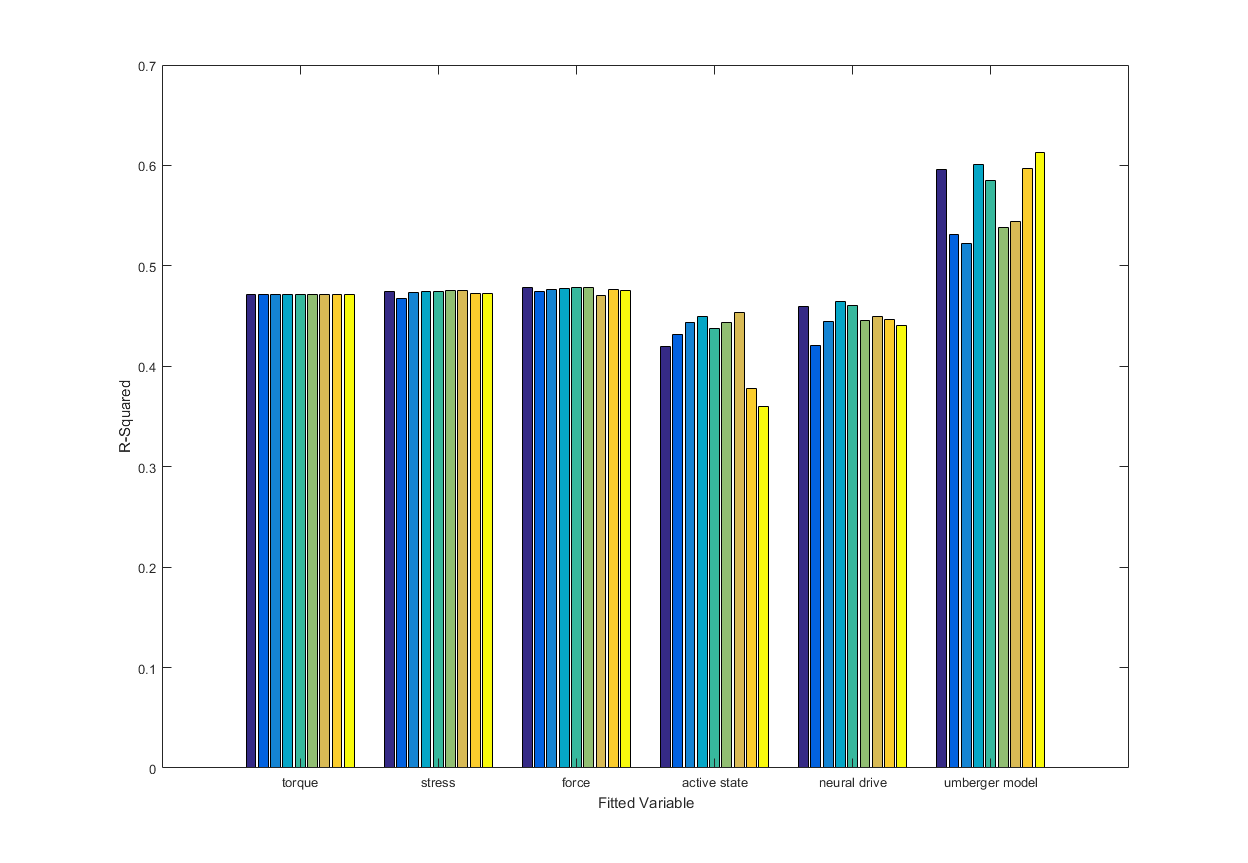 0.7
0.6
0.5
0.4
0.3
0.2
0.1
0
R-Squared
torque stress force active state neural drive umberger model
Fitted Variable